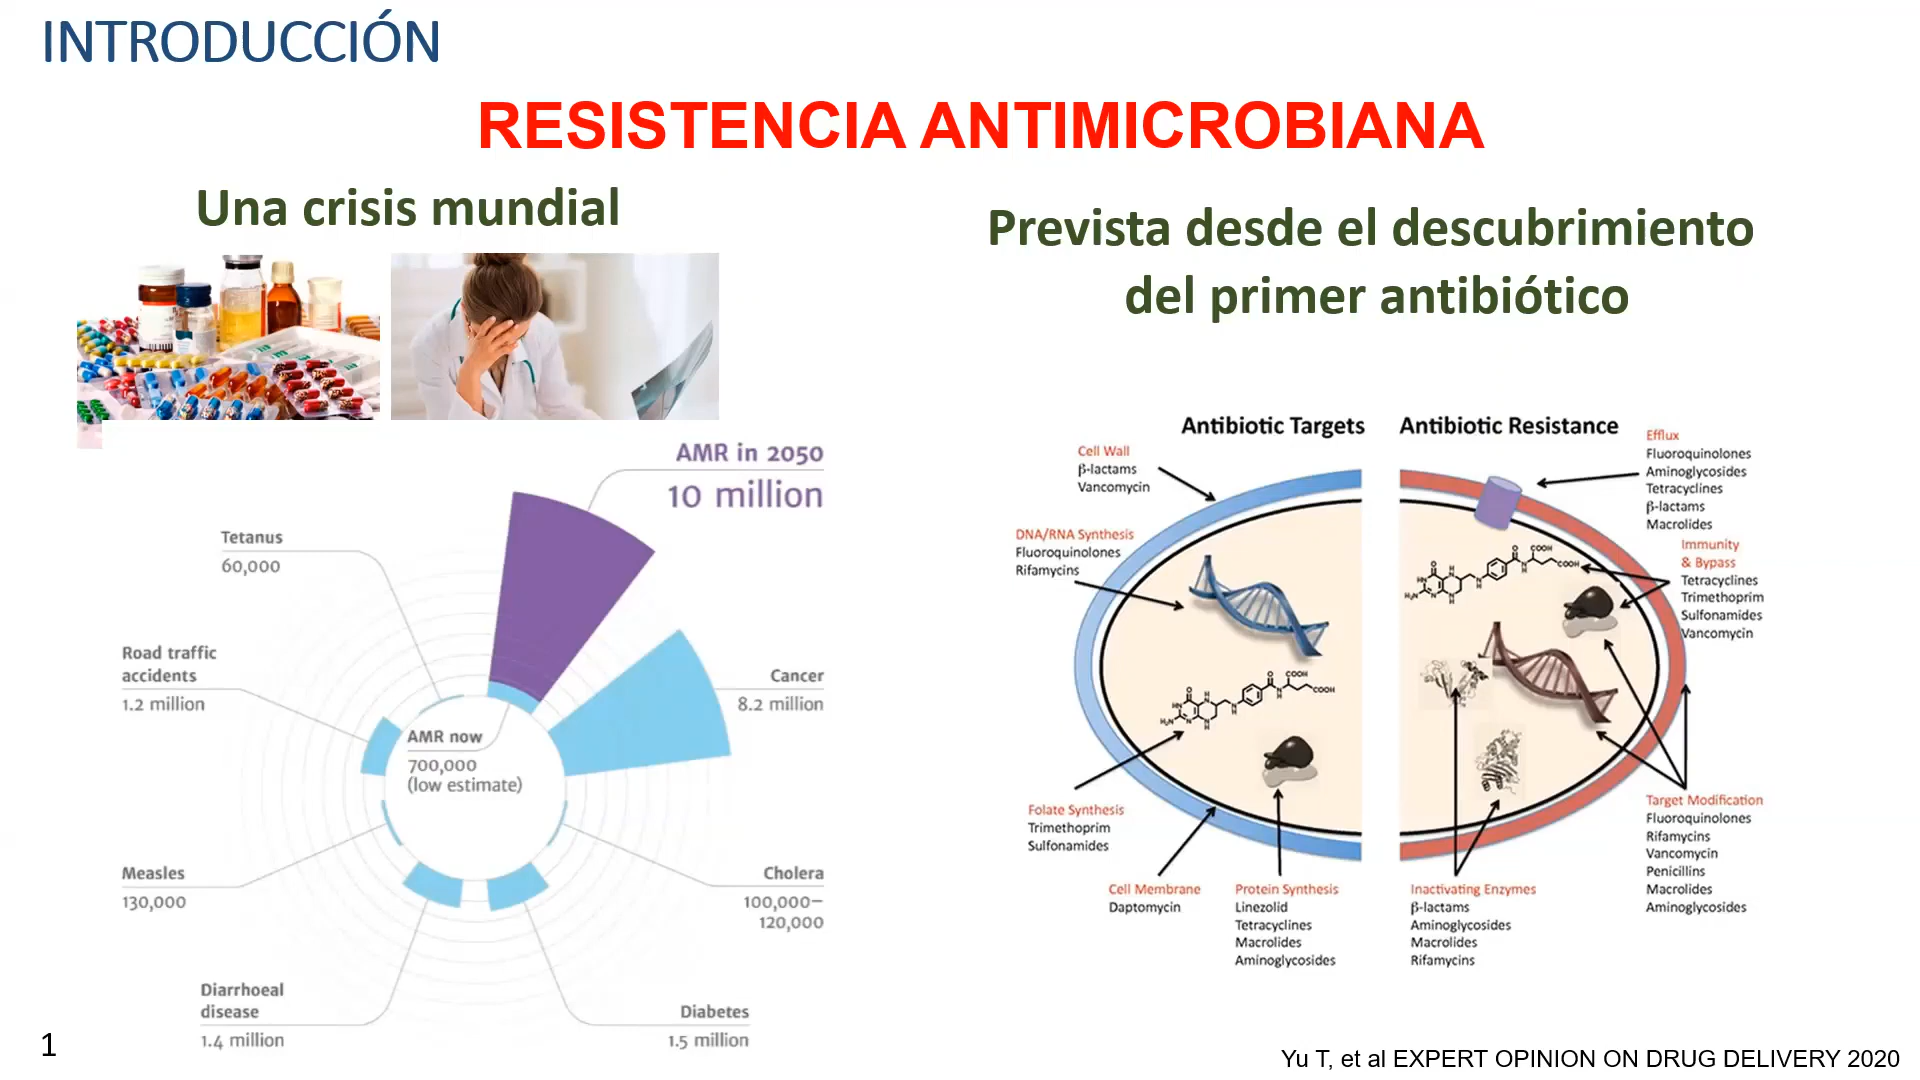 INTRODUCCIÓN
RESISTENCIA ANTIMICROBIANA
Una crisis mundial
Prevista desde el descubrimiento
del primer antibiótico
AMR in 2050
10 million
Tetanus
60,000
Road traffic
accidents
1.2 million
Cancer
8.2 million
AMR now
700,000
(low estimate)
Measles
130,000
Cholera
100,000–
120,000
Diarrhoeal
disease
1.4 million
Diabetes
1.5 million
Antibiotic Targets
Cell Wall
β-lactams
Vancomycin
DNA/RNA Synthesis
Fluoroquinolones
Rifamycins
Folate Synthesis
Trimethoprim
Sulfonamides
Cell Membrane
Daptomycin
Protein Synthesis
Linezolid
Tetracyclines
Macrolides
Aminoglycosides
Antibiotic Resistance
Efflux
Fluoroquinolones
Aminoglycosides
Tetracyclines
β-lactams
Macrolides
Immunity
& Bypass
Tetracyclines
Trimethoprim
Sulfonamides
Vancomycin
Target Modification
Fluoroquinolones
Rifamycins
Vancomycin
Penicillins
Macrolides
Aminoglycosides
Inactivating Enzymes
β-lactams
Aminoglycosides
Macrolides
Rifamycins
1
Yu T, et al EXPERT OPINION ON DRUG DELIVERY 2020